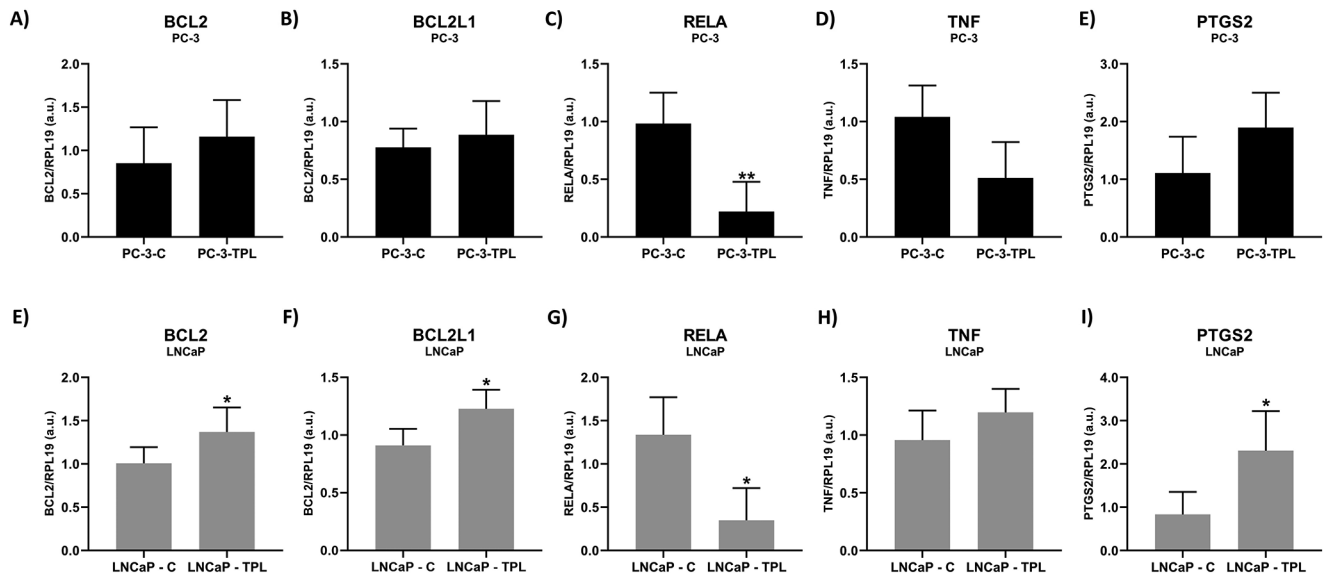 A)
BCL2
PC-3
BCL2/RPL19 (a.u.)
2.0
1.5
1.0
0.5
0.0
PC-3-C PC-3-TPL
B)
BCL2L1
PC-3
BCL2/RPL19 (a.u.)
1.5
1.0
0.5
0.0
PC-3-C PC-3-TPL
C)
RELA
PC-3
RELA/RPL19 (a.u.)
1.5
1.0
0.5
0.0
**
PC-3-C PC-3-TPL
D)
TNF
PC-3
TNF/RPL19 (a.u.)
1.5
1.0
0.5
0.0
PC-3-C PC-3-TPL
E)
PTGS2
PC-3
PTGS2/RPL19 (a.u.)
3.0
2.0
1.0
0.0
PC-3-C PC-3-TPL
E)
BCL2
LNCaP
BCL2/RPL19 (a.u.)
2.0
1.5
1.0
0.5
0.0
*
LNCaP - C LNCaP - TPL
F)
BCL2L1
LNCaP
BCL2/RPL19 (a.u.)
1.5
1.0
0.5
0.0
*
LNCaP - C LNCaP - TPL
G)
RELA
LNCaP
RELA/RPL19 (a.u.)
2.0
1.5
1.0
0.5
0.0
*
LNCaP - C LNCaP - TPL
H)
TNF
LNCaP
TNF/RPL19 (a.u.)
1.5
1.0
0.5
0.0
LNCaP - C LNCaP - TPL
I)
PTGS2
LNCaP
PTGS2/RPL19 (a.u.)
4.0
3.0
2.0
1.0
0.0
*
LNCaP - C LNCaP - TPL